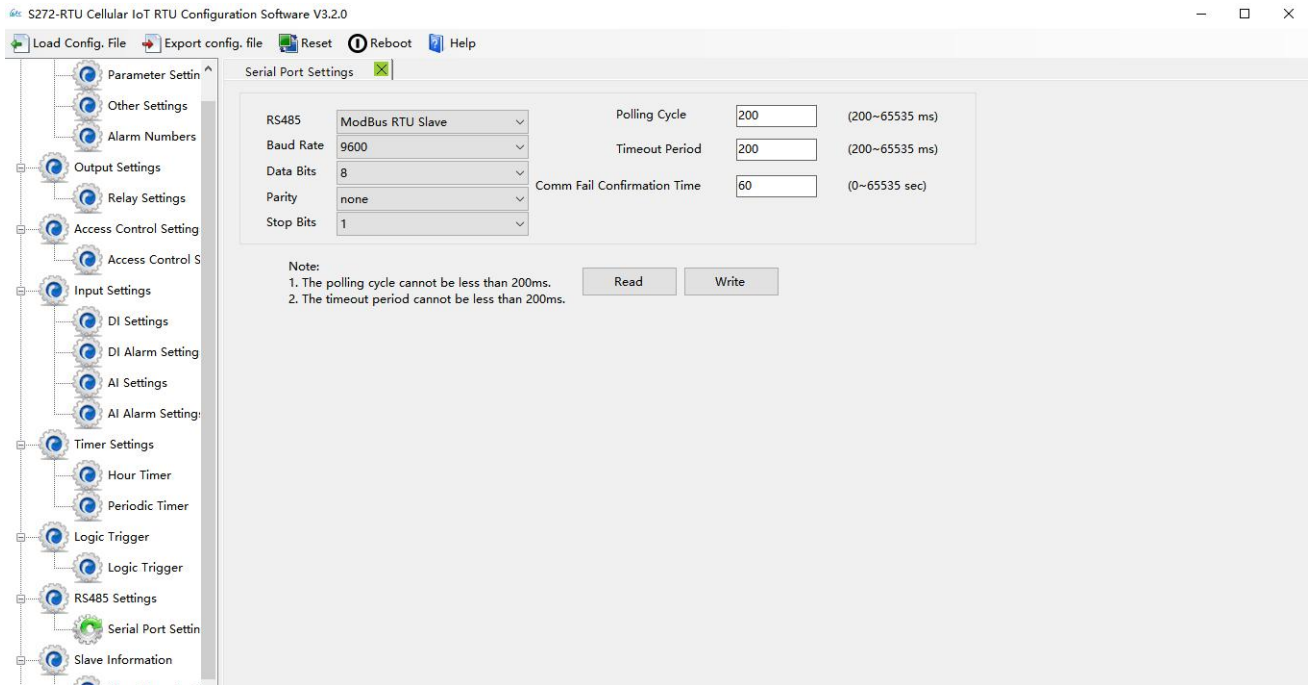 S272-RTU Cellular IoT RTU Configuration Software V3.2.0
Load Config. File Export config. file Reset Reboot Help
Parameter Settin
Other Settings
Alarm Numbers
Output Settings
Relay Settings
Access Control Setting
Access Control S
Input Settings
DI Settings
DI Alarm Setting
AI Settings
AI Alarm Setting
Timer Settings
Hour Timer
Periodic Timer
Logic Trigger
Logic Trigger
RS485 Settings
Serial Port Settin
Slave Information
Serial Port Settings
RS485 ModBus RTU Slave
Baud Rate 9600
Data Bits 8
Parity none
Stop Bits 1
Polling Cycle 200 (200~65535 ms)
Timeout Period 200 (200~65535 ms)
Comm Fail Confirmation Time 60 (0~65535 sec)
Note:
1. The polling cycle cannot be less than 200ms.
2. The timeout period cannot be less than 200ms.
Read Write